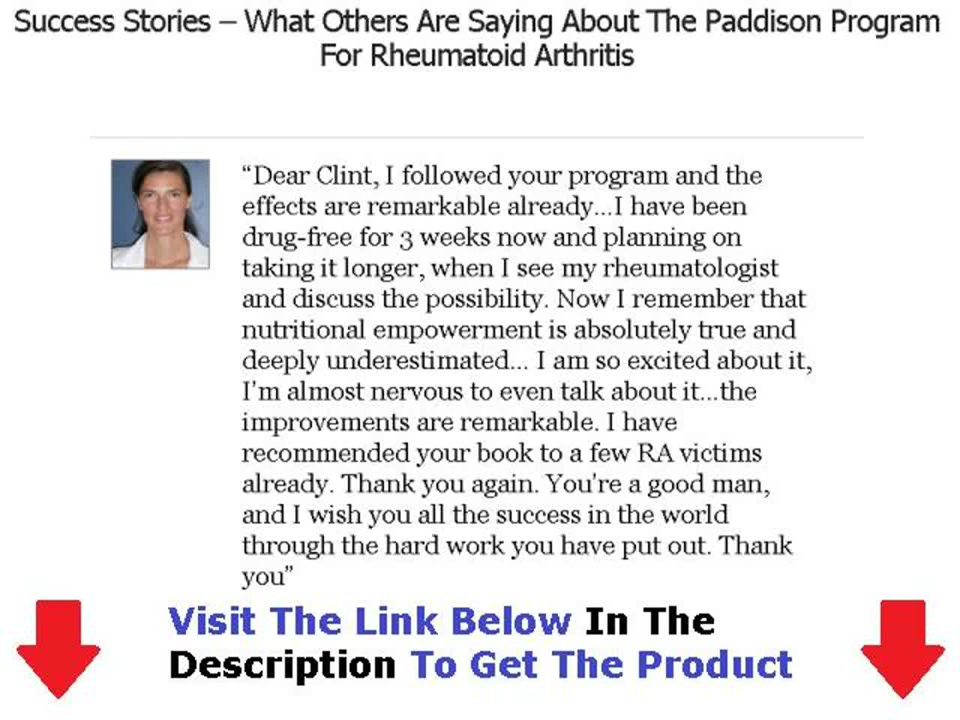 Success Stories – What Others Are Saying About The Paddison Program
For Rheumatoid Arthritis
“Dear Clint, I followed your program and the
effects are remarkable already...I have been
drug-free for 3 weeks now and planning on
taking it longer, when I see my rheumatologist
and discuss the possibility. Now I remember that
nutritional empowerment is absolutely true and
deeply underestimated... I am so excited about it,
I'm almost nervous to even talk about it...the
improvements are remarkable. I have
recommended your book to a few RA victims
already. Thank you again. You're a good man,
and I wish you all the success in the world
through the hard work you have put out. Thank
you”
Visit The Link Below In The
Description To Get The Product